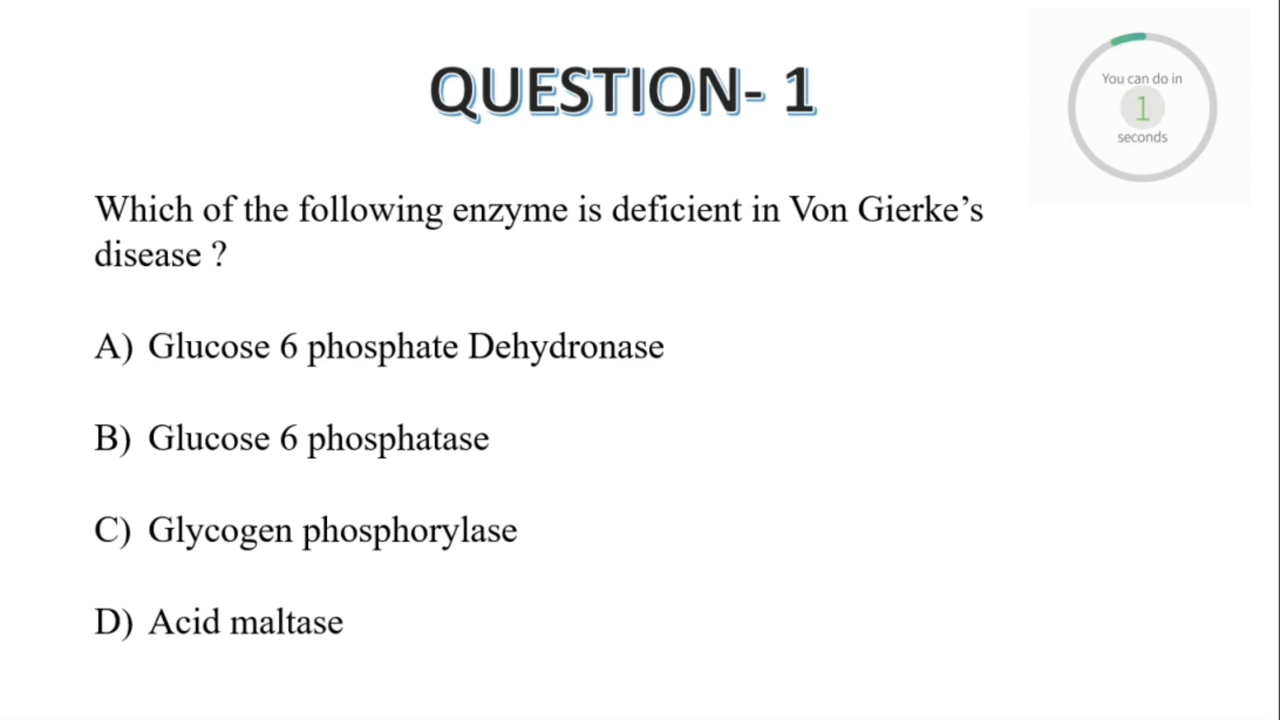 QUESTION- 1
You can do in
1
seconds
Which of the following enzyme is deficient in Von Gierke’s
disease ?
A) Glucose 6 phosphate Dehydronase
B) Glucose 6 phosphatase
C) Glycogen phosphorylase
D) Acid maltase